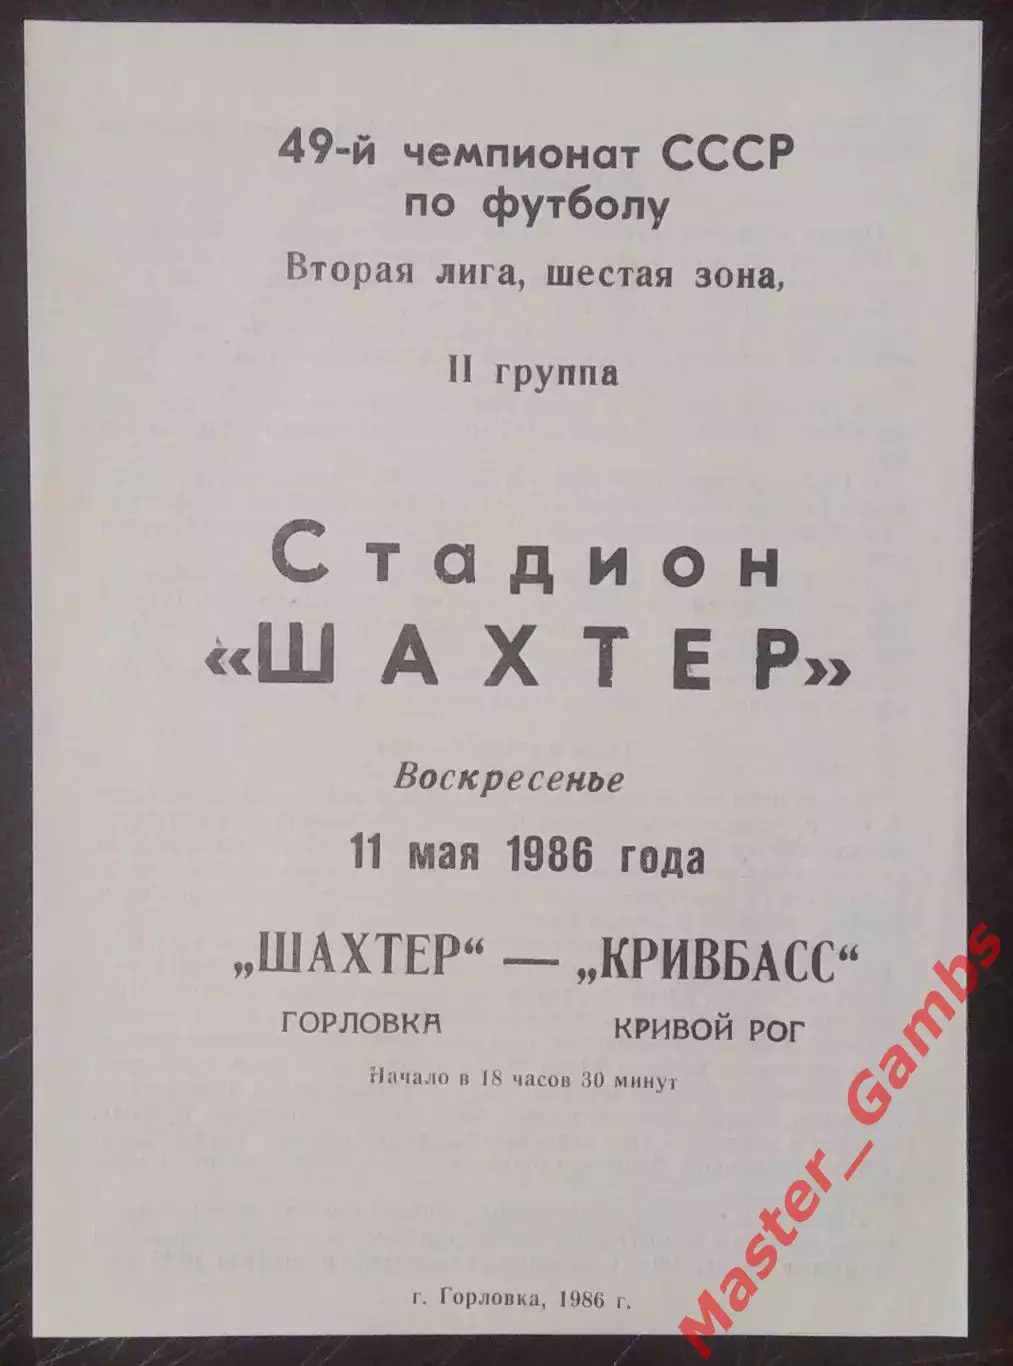 49-й чемпионат СССР
по футболу
Вторая лига, шестая зона,
II группа
Стадион
«ШАХТЕР»
Воскресенье
11 мая 1986 года
„ШАХТЕР“ — „КРИВБАСС“
ГОРЛОВКА КРИВОЙ РОГ
Начало в 18 часов 30 минут
г. Горловка, 1986 г.
Master_Gambs